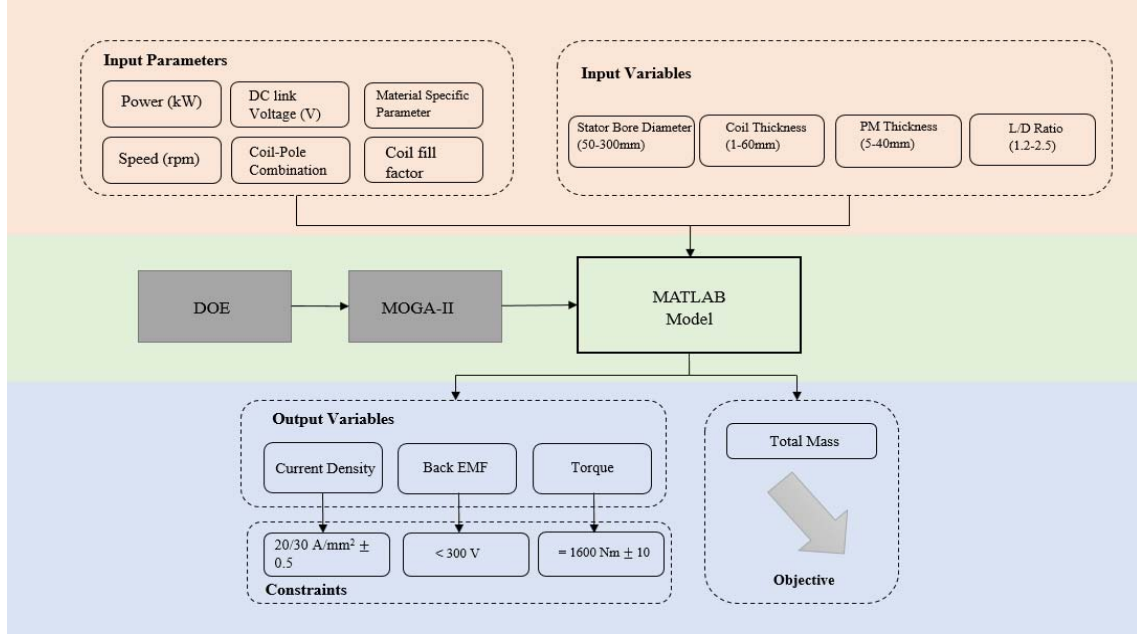 Input Parameters
Power (kW)
DC link
Voltage (V)
Material Specific
Parameter
Speed (rpm)
Coil-Pole
Combination
Coil fill
factor
Input Variables
Stator Bore Diameter
(50-300mm)
Coil Thickness
(1-60mm)
PM Thickness
(5-40mm)
L/D Ratio
(1.2-2.5)
DOE
MOGA-II
MATLAB
Model
Output Variables
Current Density
Back EMF
Torque
20/30 A/mm² ±
0.5
< 300 V
= 1600 Nm ± 10
Constraints
Total Mass
Objective